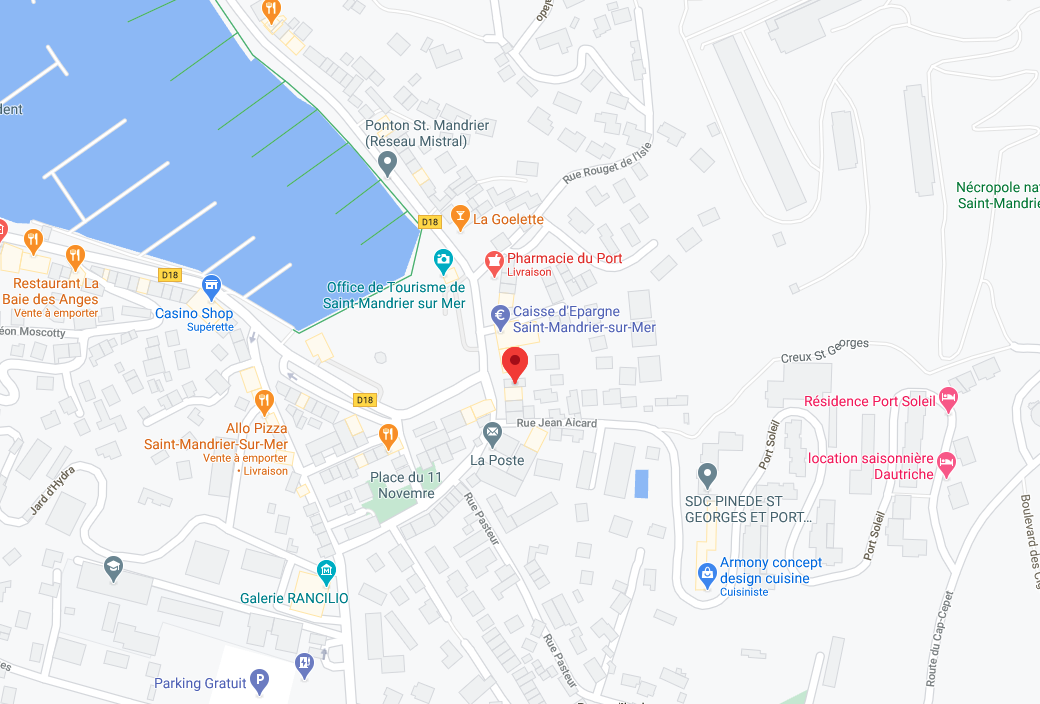 alado
dent
Ponton St. Mandrier
(Réseau Mistral)
Rue Rouget de l'Isle
Nécropole nat
Saint-Mandrie
D18
La Goelette
Pharmacie du Port
Livraison
D18
Restaurant La
Baie des Anges
Vente à emporter
Office de Tourisme de
Saint-Mandrier sur Mer
Casino Shop
Supérette
Caisse d'Epargne
Saint-Mandrier-sur-Mer
éon Moscotty
Creux St Georges
D18
Résidence Port Soleil
Allo Pizza
Saint-Mandrier-Sur-Mer
Vente à emporter
• Livraison
Rue Jean Aicard
La Poste
Port Soleil
location saisonnière
Dautriche
Place du 11
Novemre
Jard d'Hydra
SDC PINEDE ST
GEORGES ET PORT...
Rue Pasteur
Port Soleil
Boulevard des Cig
Armony concept
design cuisine
Cuisiniste
Galerie RANCILIO
Route du Cap-Cepet
Rue Pasteur
Parking Gratuit
P
es